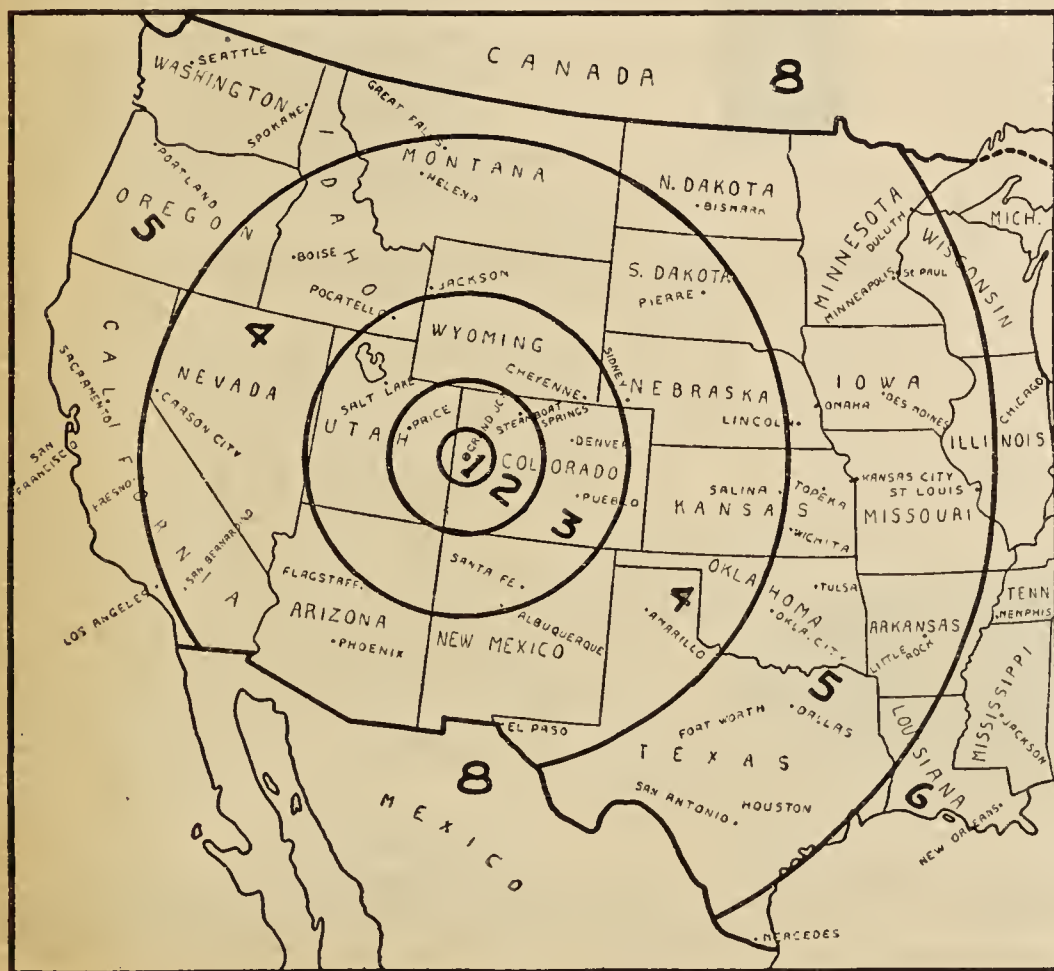 CANADA
8
SEATTLE
WASHINGTON
SPOKANE
GREAT FALLS
MONTANA
HELENA
IDAHO
N. DAKOTA
BISMARK
MINNESOTA
DULUTH
MICH.
WISCONSIN
PORTLAND
OREGON
5
BOISE
POCATELLO
JACKSON
S. DAKOTA
PIERRE
MINNEAPOLIS
ST PAUL
4
WYOMING
CHEYENNE
SIDNEY
NEBRASKA
LINCOLN
IOWA
OMAHA
DES MOINES
CHICAGO
ILLINOIS
CALIFORNIA
SACRAMENTO
NEVADA
CARSON CITY
SALT LAKE
UTAH
PRICE
GRAND JCT
STEAMBOAT
SPRINGS
DENVER
COLORADO
PUEBLO
1
2
3
SAN
FRANCISCO
FRESNO
SALINA
TOPEKA
KANSAS
WICHITA
KANSAS CITY
ST LOUIS
MISSOURI
SAN BERNARDINO
LOS ANGELES
FLAGSTAFF
ARIZONA
PHOENIX
SANTA FE
ALBUQUERQUE
NEW MEXICO
4
AMARILLO
OKLAHOMA
OKLA. CITY
TULSA
ARKANSAS
LITTLE
ROCK
TENN
MEMPHIS
MISSISSIPPI
JACKSON
EL PASO
5
FORT WORTH
DALLAS
TEXAS
SAN ANTONIO
HOUSTON
LOUISIANA
6
NEW ORLEANS
8
MEXICO
MERCEDES